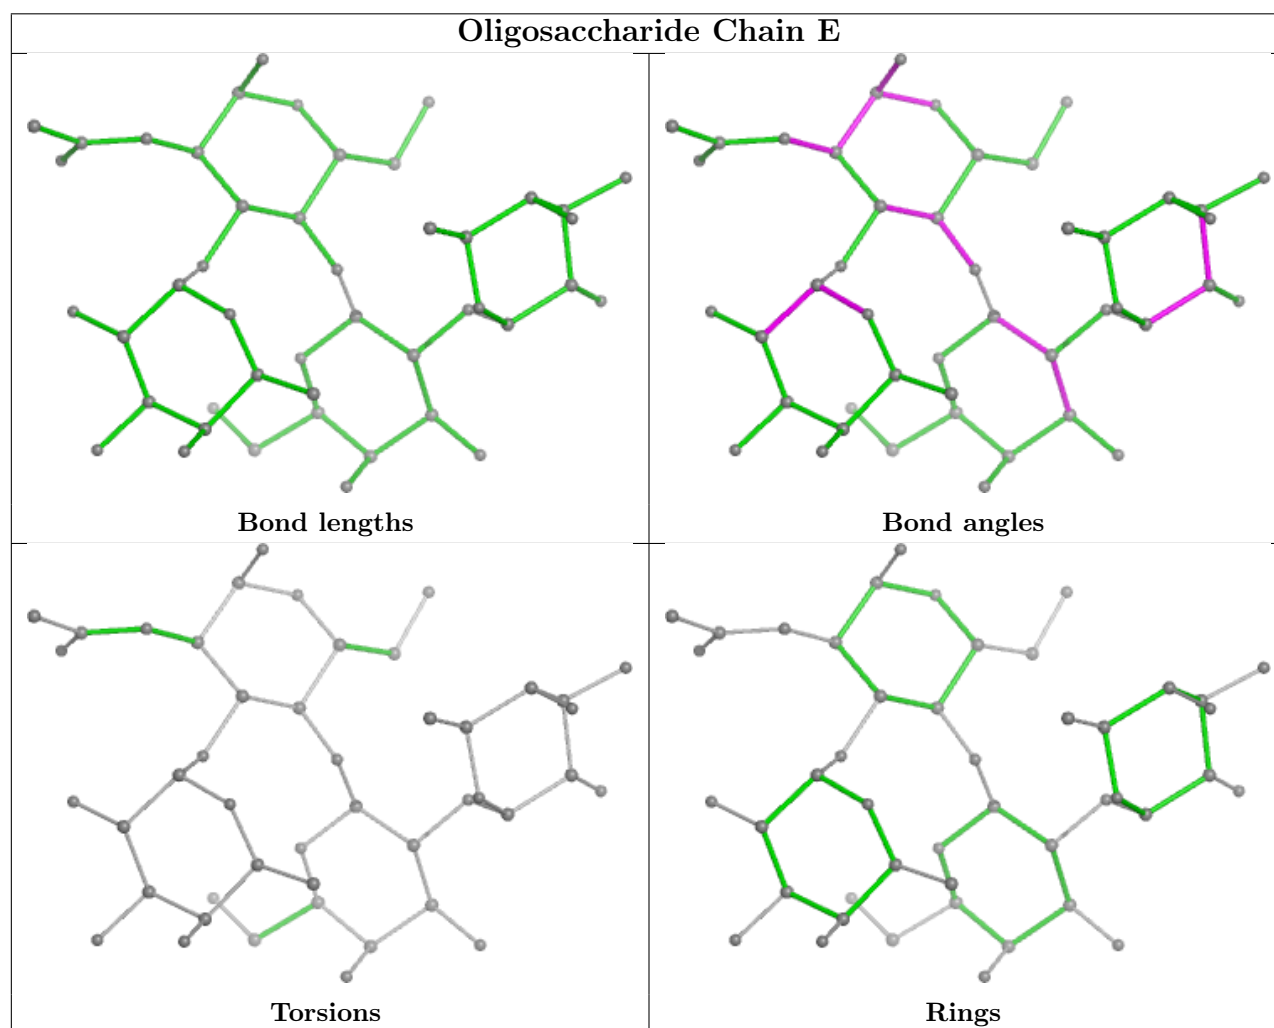 Oligosaccharide Chain E
Bond lengths
Bond angles
Torsions
Rings